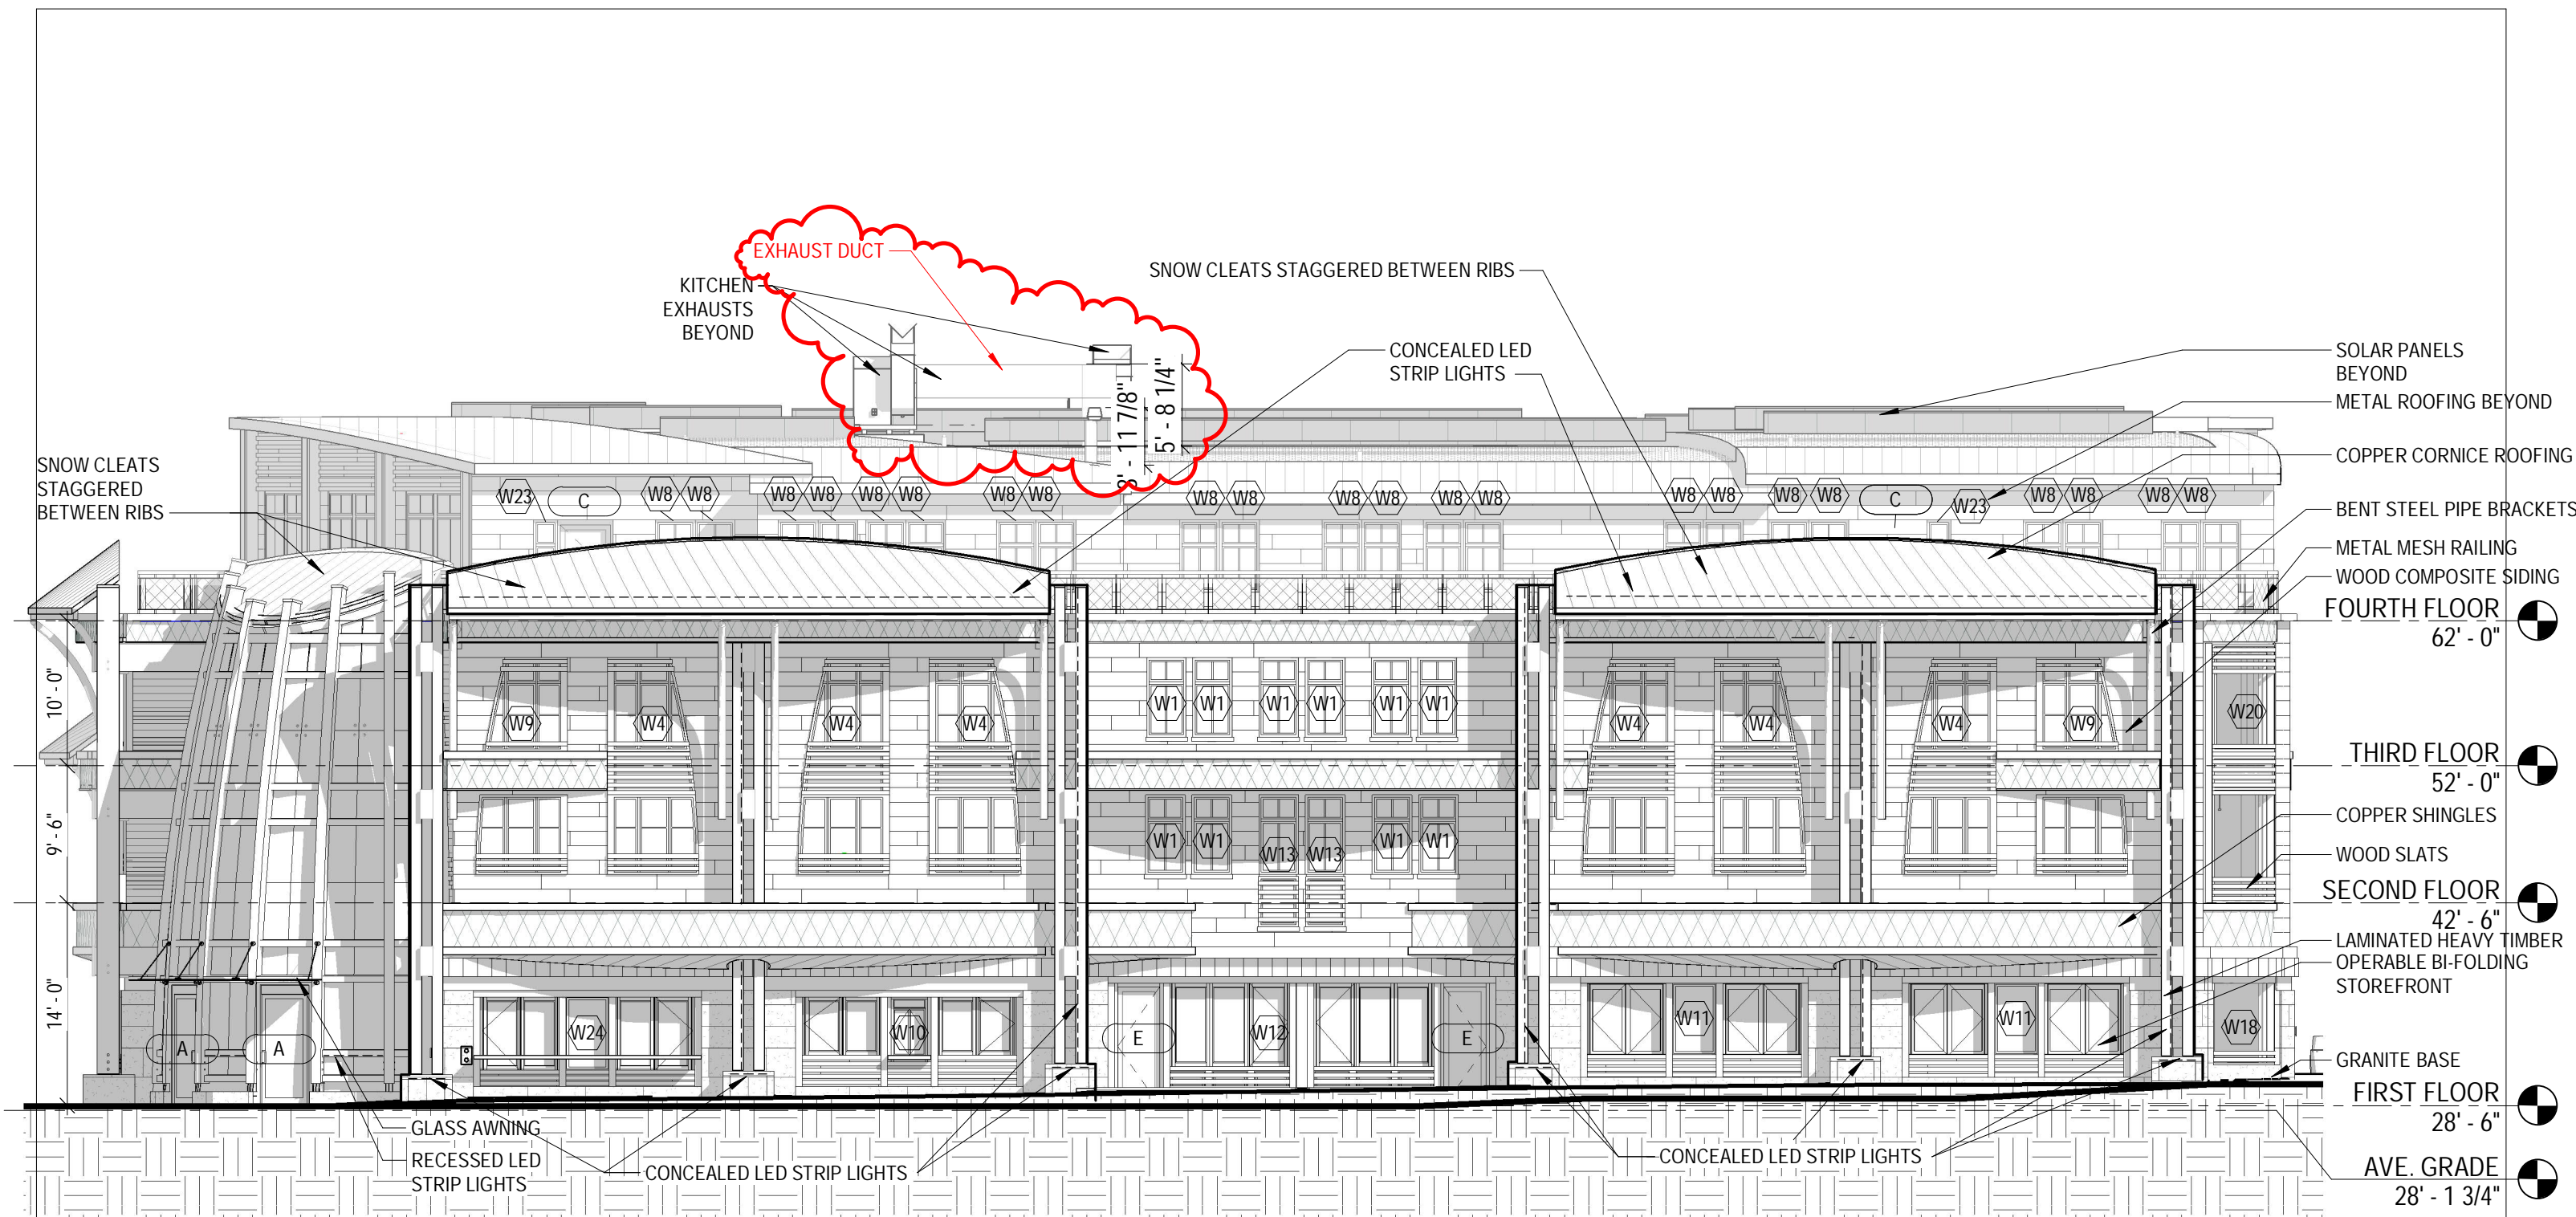 EXHAUST DUCT
KITCHEN
EXHAUSTS
BEYOND
SNOW CLEATS STAGGERED BETWEEN RIBS
CONCEALED LED
STRIP LIGHTS
8' - 11 7/8"
5' - 8 1/4"
SOLAR PANELS
BEYOND
METAL ROOFING BEYOND
COPPER CORNICE ROOFING
BENT STEEL PIPE BRACKETS
METAL MESH RAILING
WOOD COMPOSITE SIDING
FOURTH FLOOR
62' - 0"
SNOW CLEATS
STAGGERED
BETWEEN RIBS
W23 C W8 W8 W8 W8 W8 W8 W8 W8 W8 W8 W8 W8 W8 W8 W8 W8 W8 W8 C W23 W8 W8 W8 W8
10' - 0"
W9 W4 W4 W4 W1 W1 W1 W1 W1 W1 W4 W4 W4 W9 W20
THIRD FLOOR
52' - 0"
9' - 6"
W1 W1 W13 W13 W1 W1
COPPER SHINGLES
WOOD SLATS
SECOND FLOOR
42' - 6"
LAMINATED HEAVY TIMBER
OPERABLE BI-FOLDING
STOREFRONT
14' - 0"
A A W24 W10 E W12 E W11 W11 W18
GRANITE BASE
FIRST FLOOR
28' - 6"
GLASS AWNING
RECESSED LED
STRIP LIGHTS
CONCEALED LED STRIP LIGHTS
CONCEALED LED STRIP LIGHTS
AVE. GRADE
28' - 1 3/4"